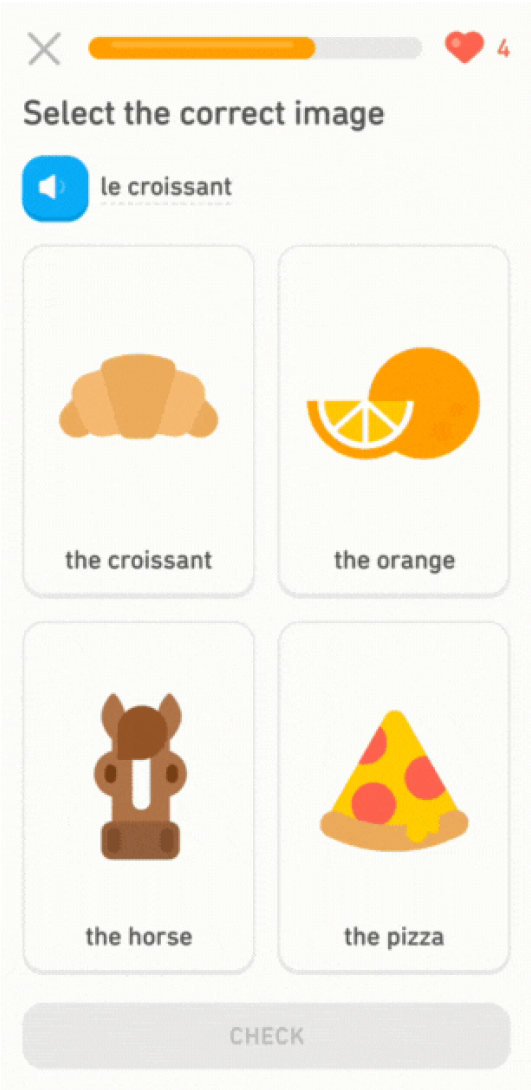 4
Select the correct image
le croissant
the croissant
the orange
the horse
the pizza
CHECK